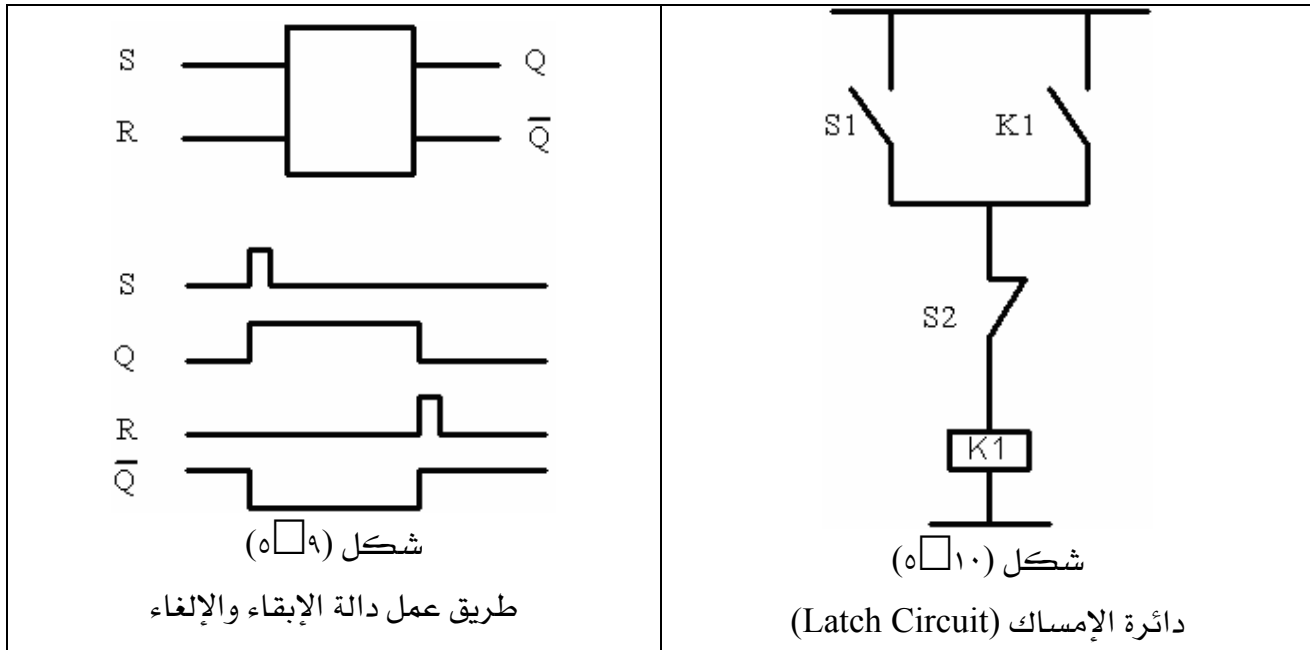 S
Q
R
Q̅
S
Q
R
Q̅
شكل (٩□٥)
طريق عمل دالة الإبقاء والإلغاء
S1
K1
S2
K1
شكل (١٠□٥)
دائرة الإمساك (Latch Circuit)